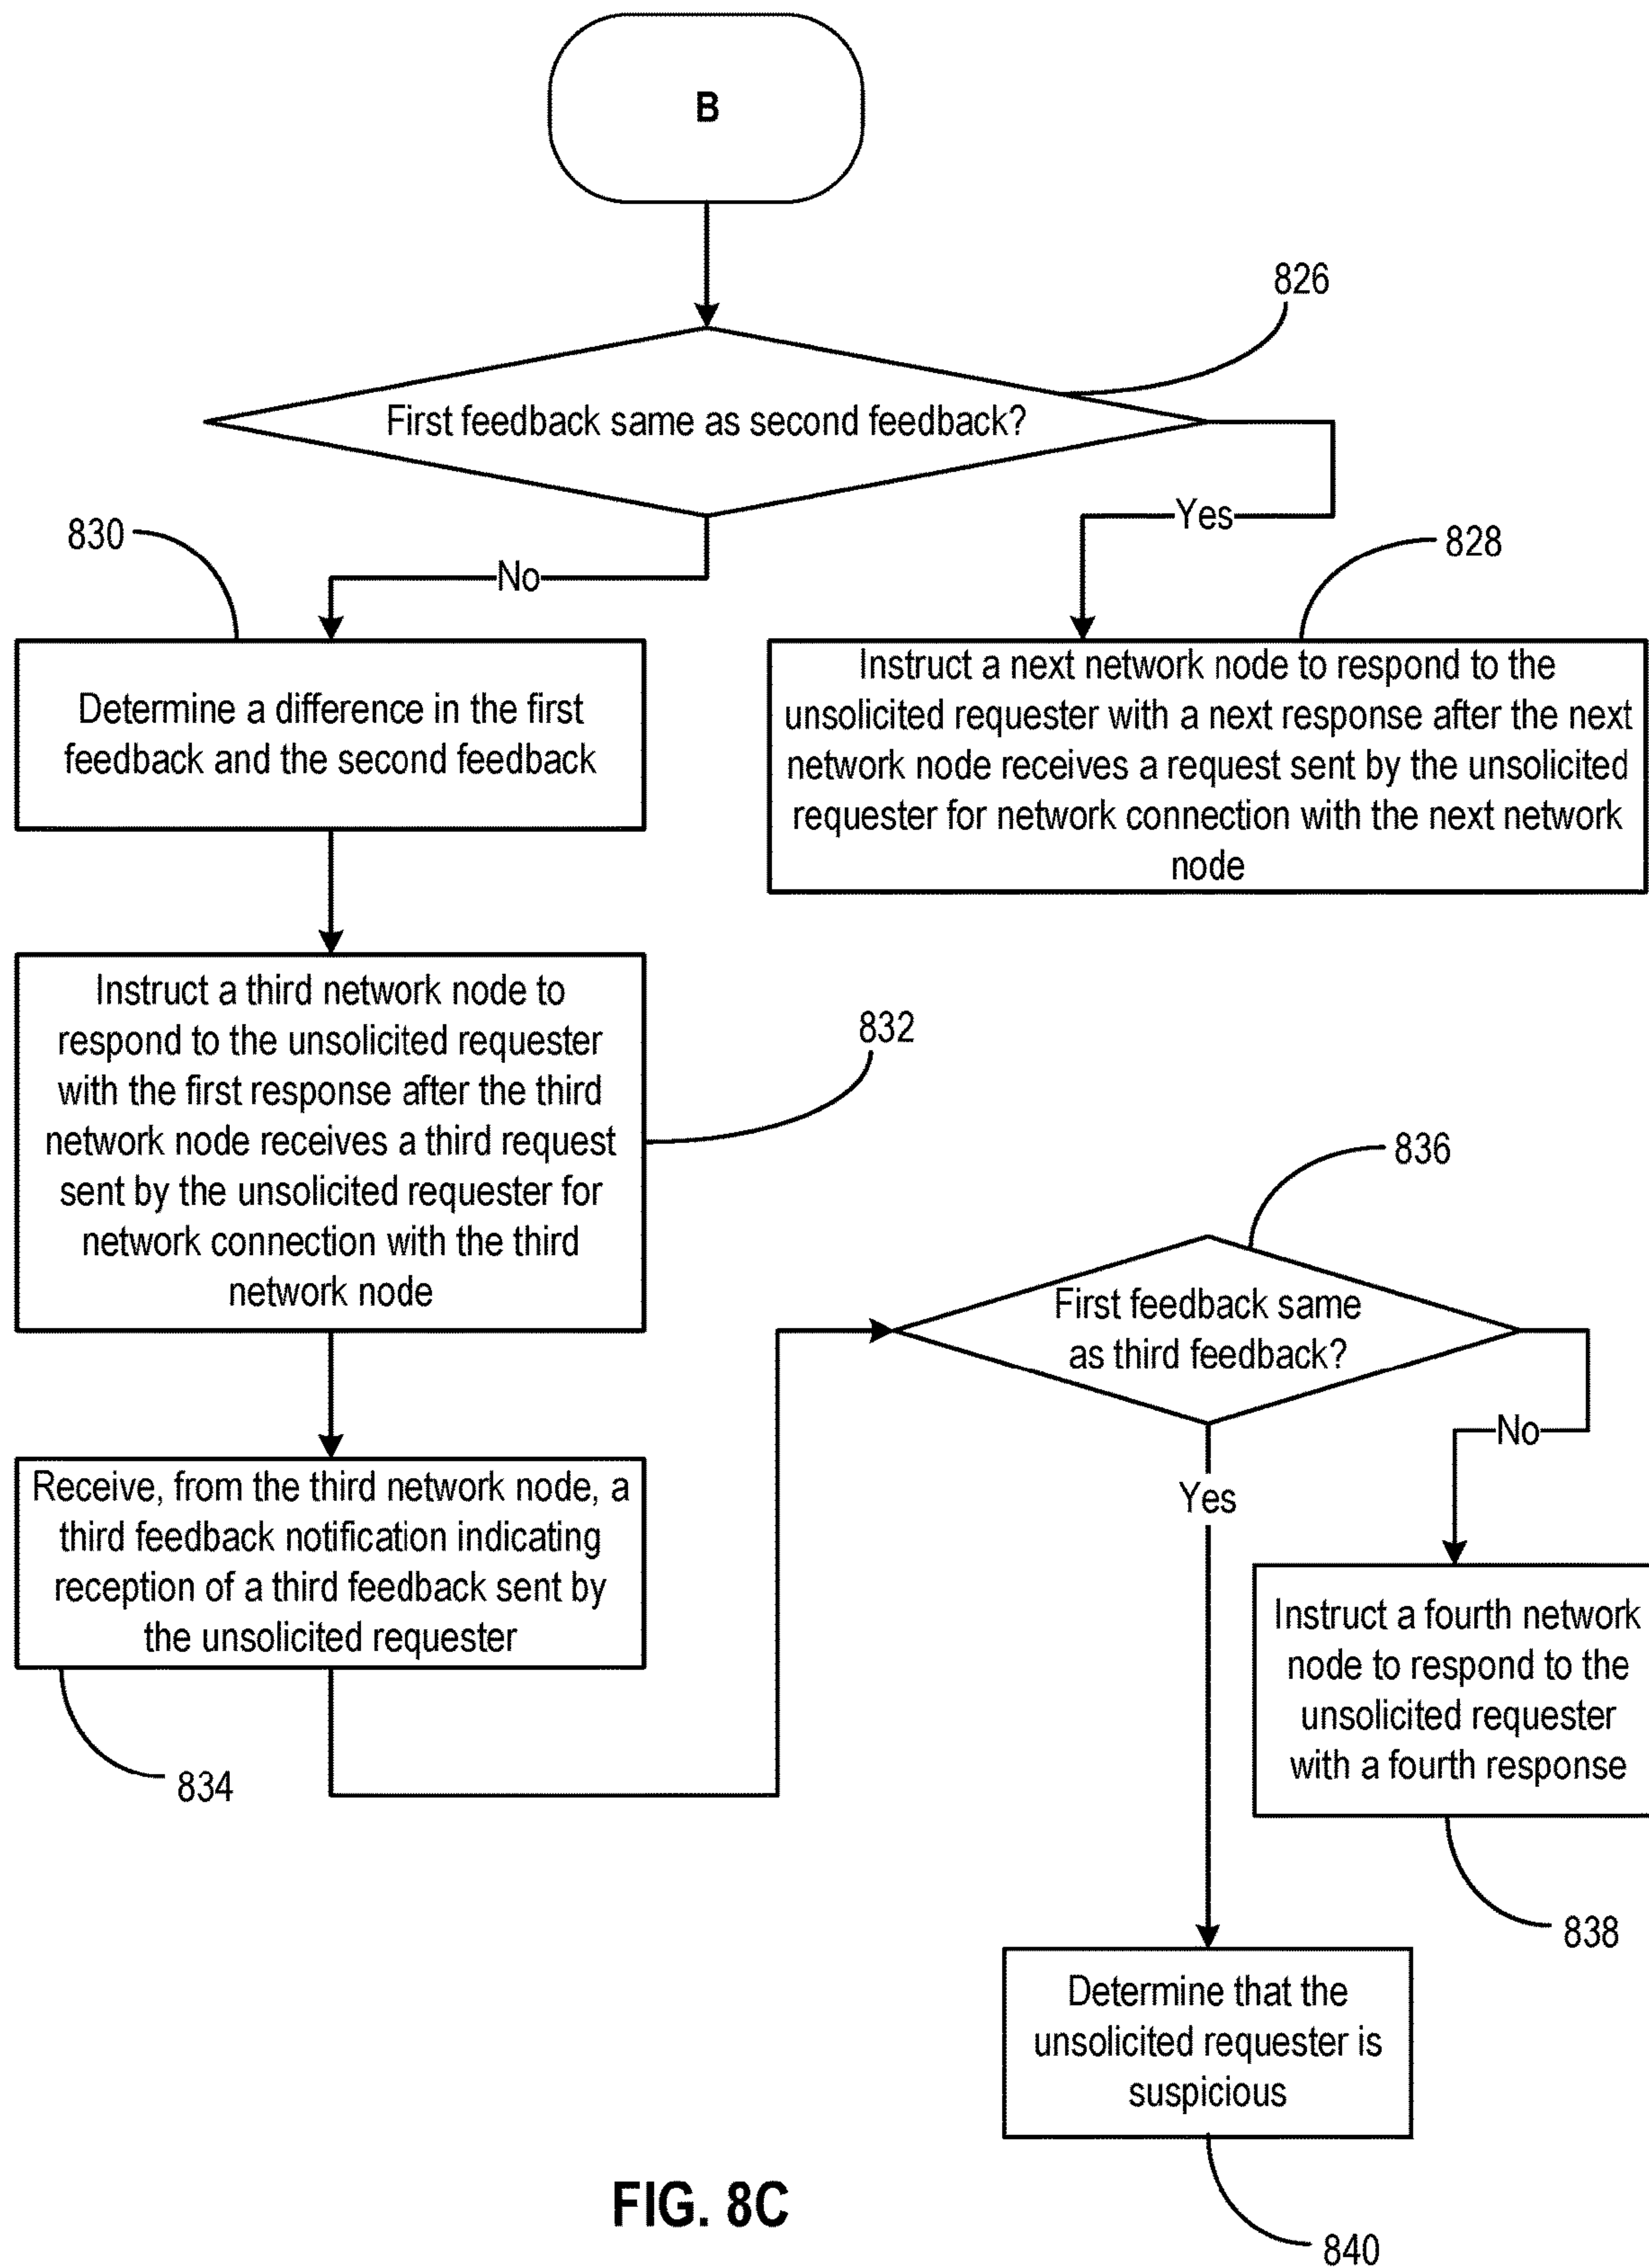 B
826
First feedback same as second feedback?
Yes
828
830
No
Instruct a next network node to respond to the
unsolicited requester with a next response after the next
network node receives a request sent by the unsolicited
requester for network connection with the next network
node
Determine a difference in the first
feedback and the second feedback
Instruct a third network node to
respond to the unsolicited requester
with the first response after the third
network node receives a third request
sent by the unsolicited requester for
network connection with the third
network node
832
836
First feedback same
as third feedback?
No
Yes
Receive, from the third network node, a
third feedback notification indicating
reception of a third feedback sent by
the unsolicited requester
834
Instruct a fourth network
node to respond to the
unsolicited requester
with a fourth response
838
Determine that the
unsolicited requester is
suspicious
840
FIG. 8C